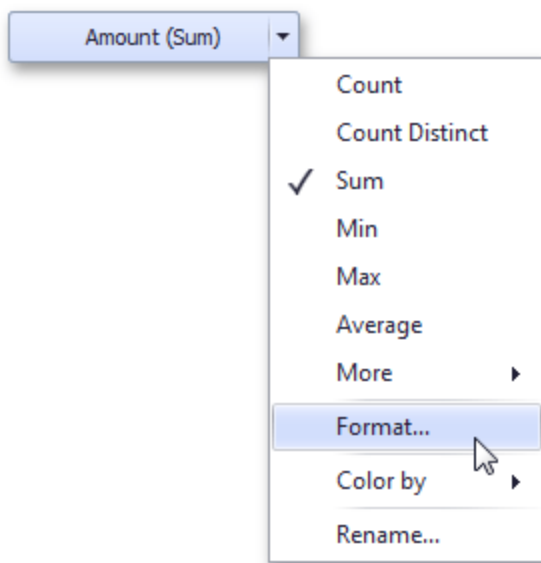 Amount (Sum)
Count
Count Distinct
Sum
Min
Max
Average
More
Format...
Color by
Rename...